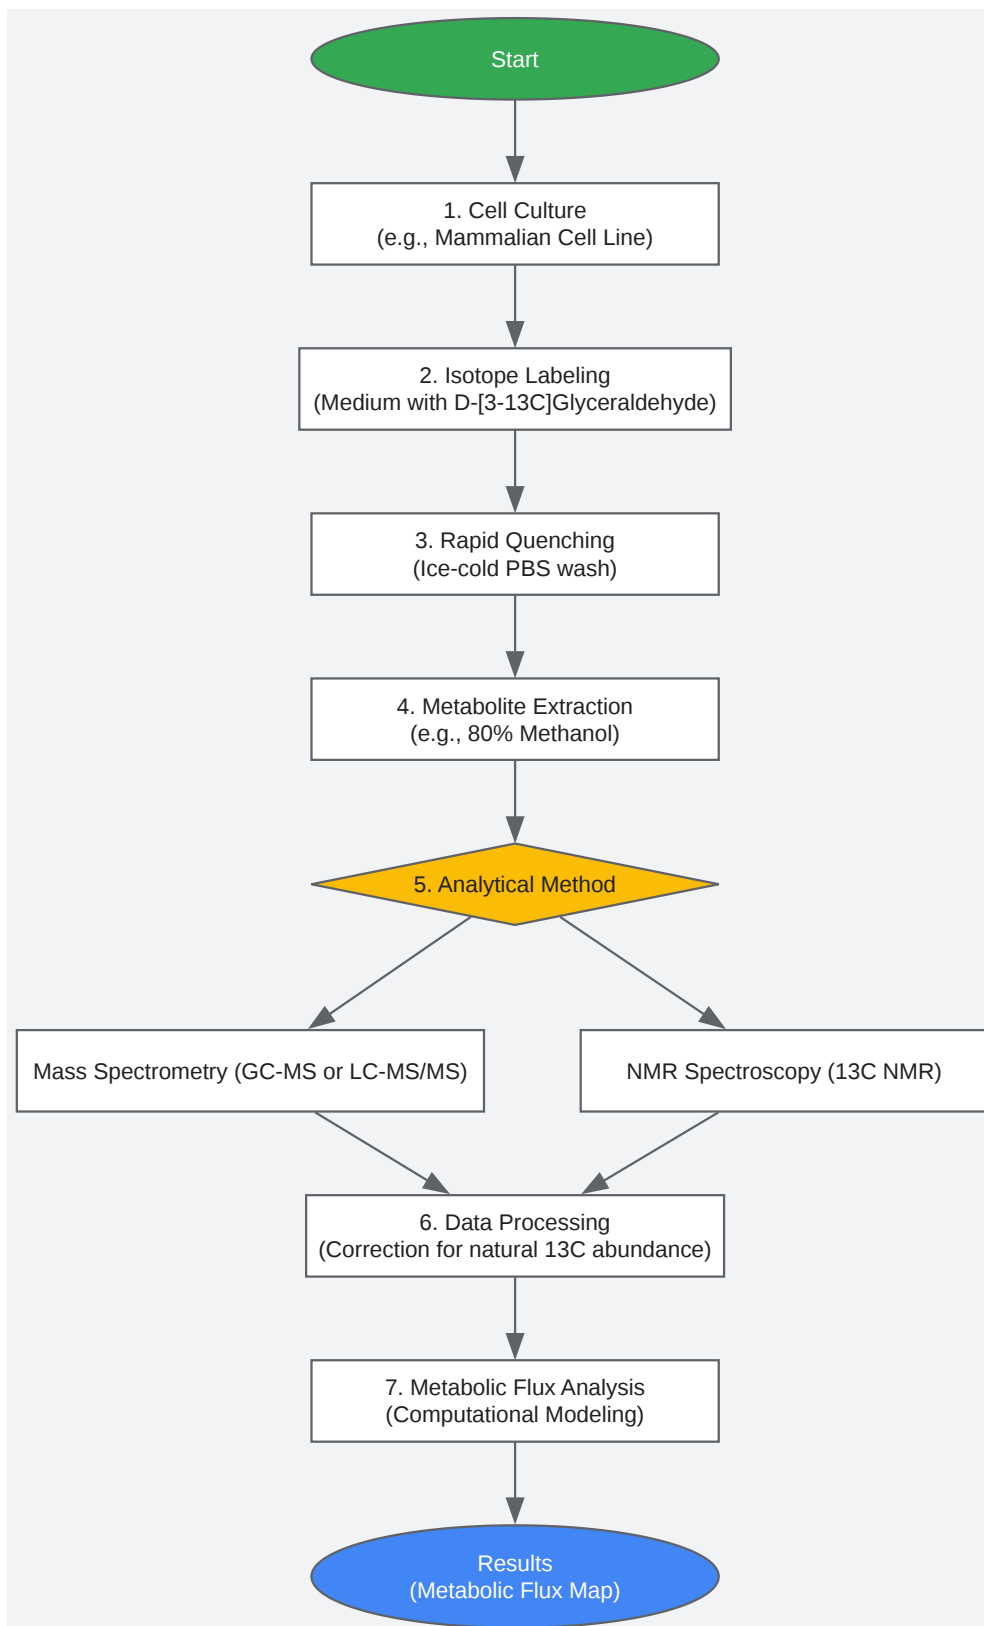 Start
1. Cell Culture
(e.g., Mammalian Cell Line)
2. Isotope Labeling
(Medium with D-[3-13C]Glyceraldehyde)
3. Rapid Quenching
(Ice-cold PBS wash)
4. Metabolite Extraction
(e.g., 80% Methanol)
5. Analytical Method
Mass Spectrometry (GC-MS or LC-MS/MS)
NMR Spectroscopy (13C NMR)
6. Data Processing
(Correction for natural 13C abundance)
7. Metabolic Flux Analysis
(Computational Modeling)
Results
(Metabolic Flux Map)